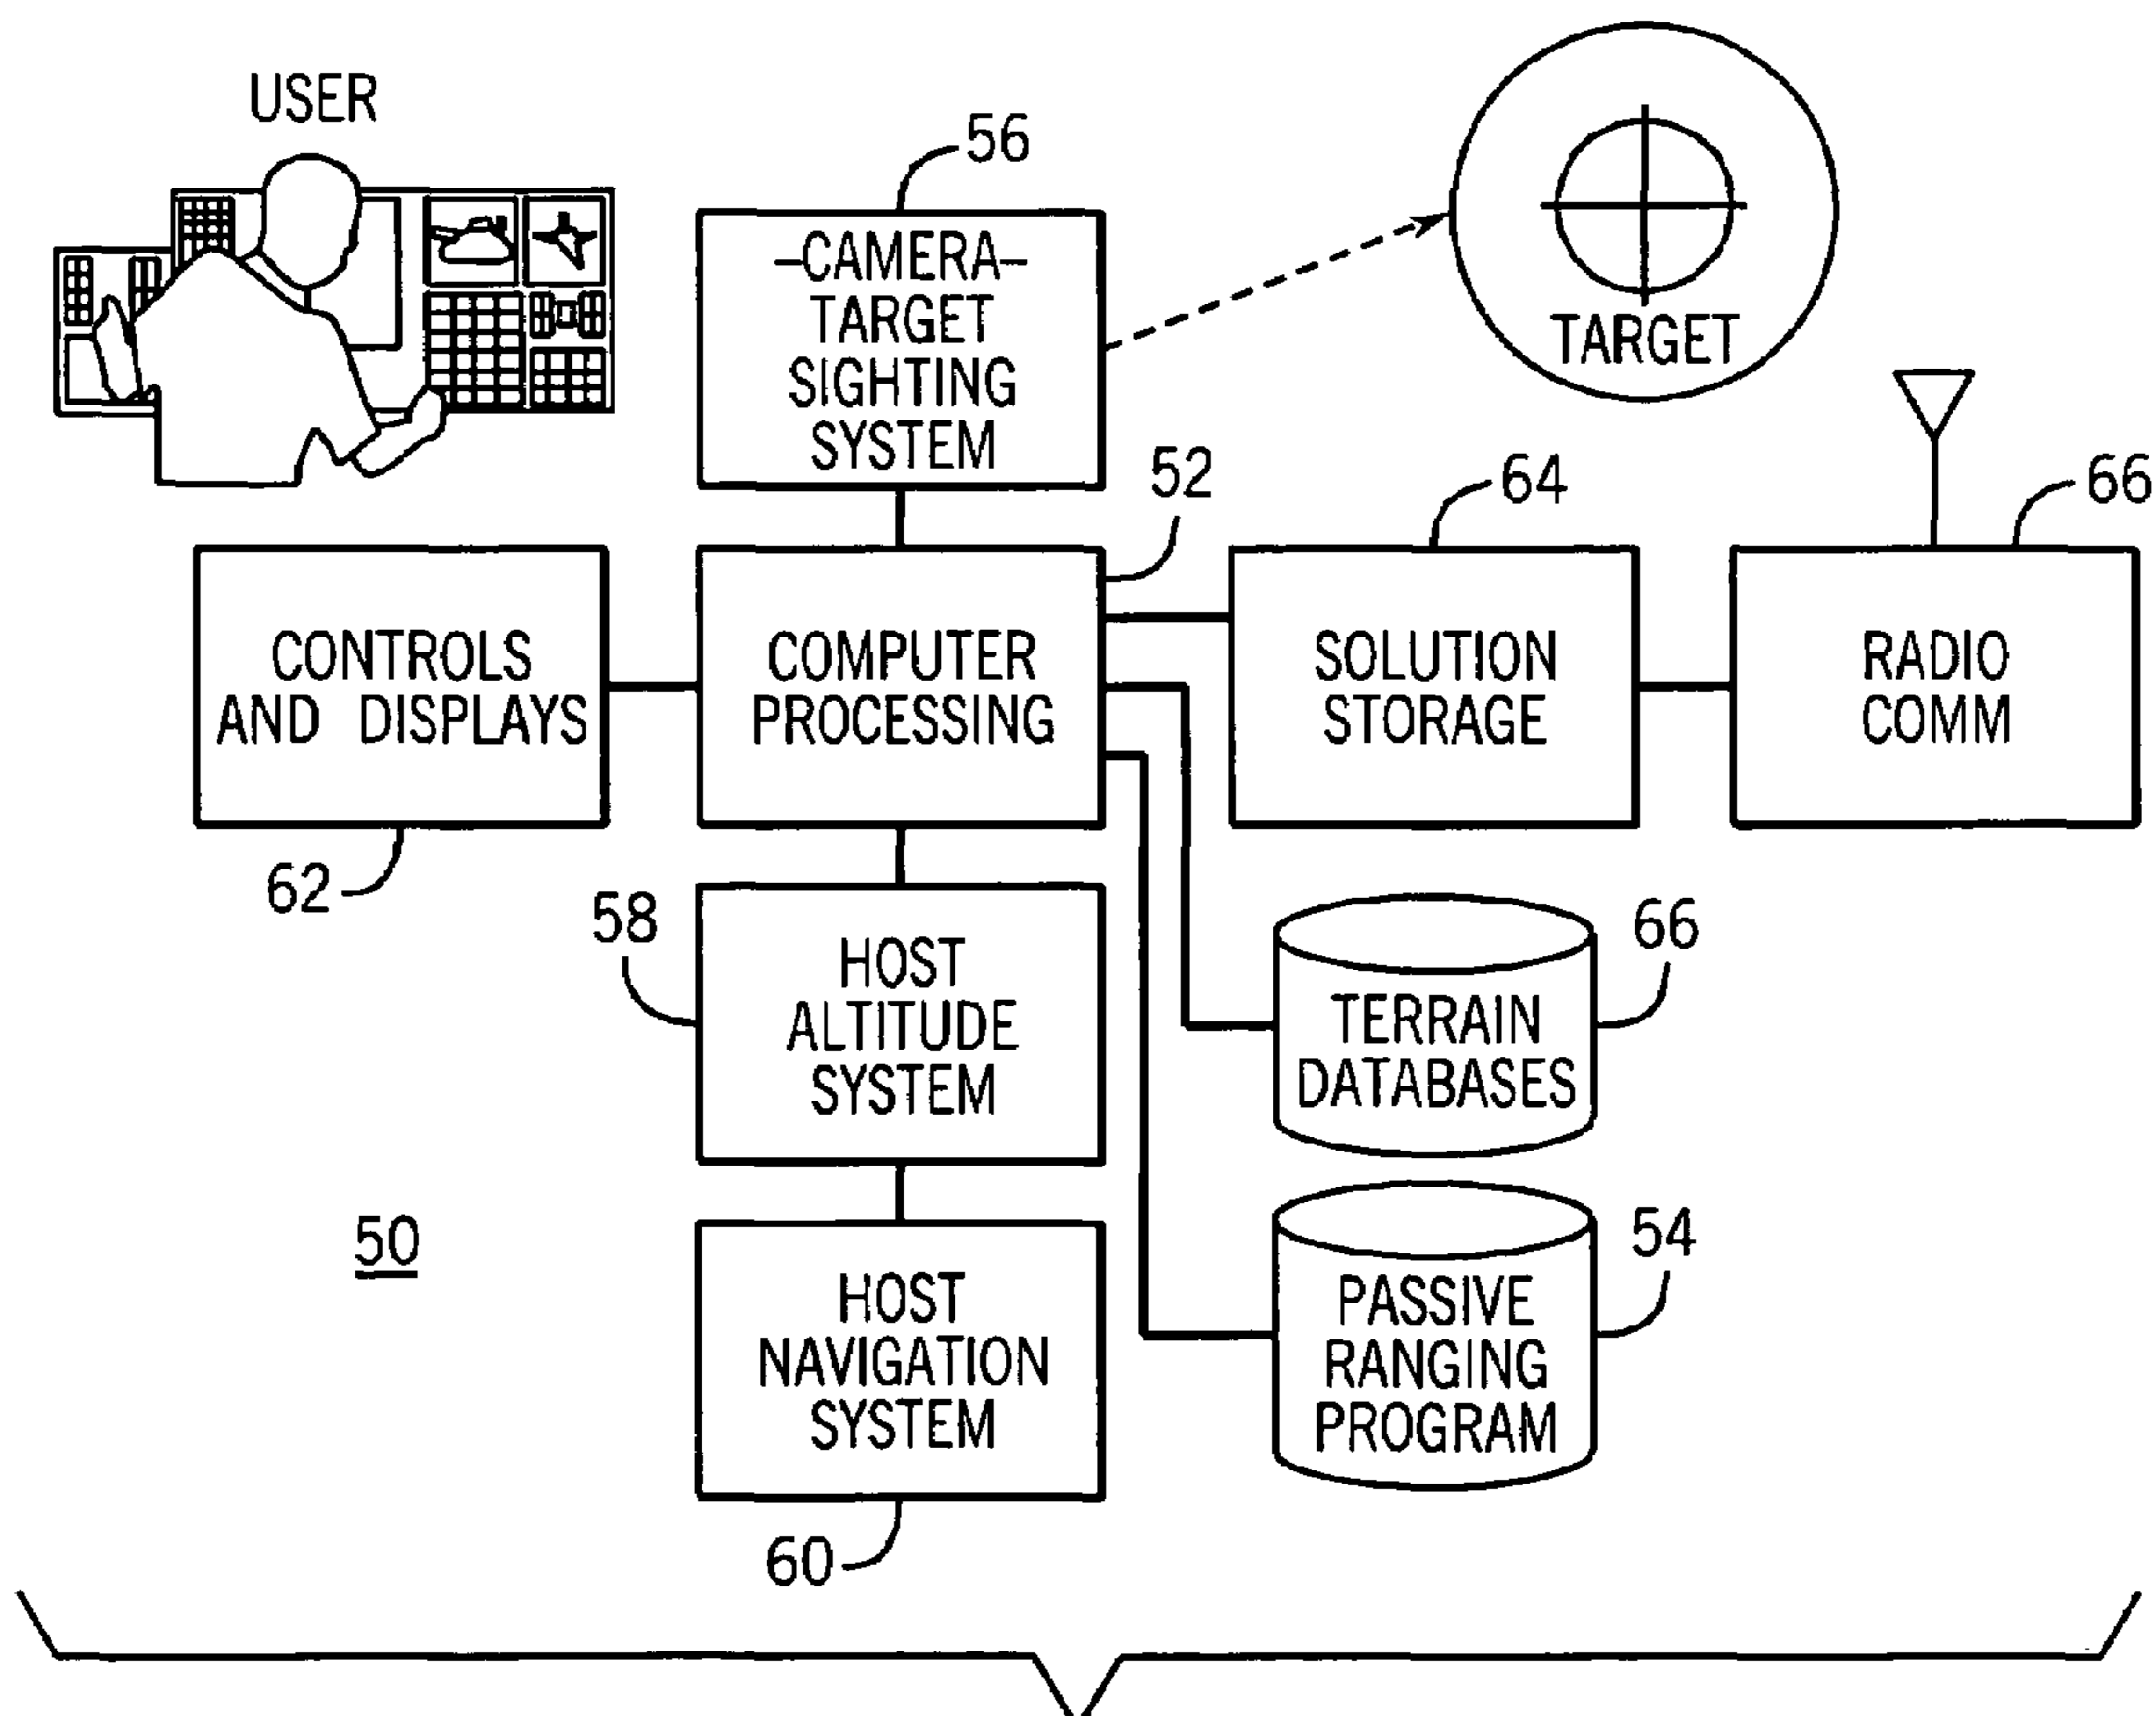 USER
56
-CAMERA-
TARGET
SIGHTING
SYSTEM
TARGET
52
64
66
CONTROLS
AND DISPLAYS
COMPUTER
PROCESSING
SOLUTION
STORAGE
RADIO
COMM
62
58
HOST
ALTITUDE
SYSTEM
66
TERRAIN
DATABASES
50
HOST
NAVIGATION
SYSTEM
54
PASSIVE
RANGING
PROGRAM
60